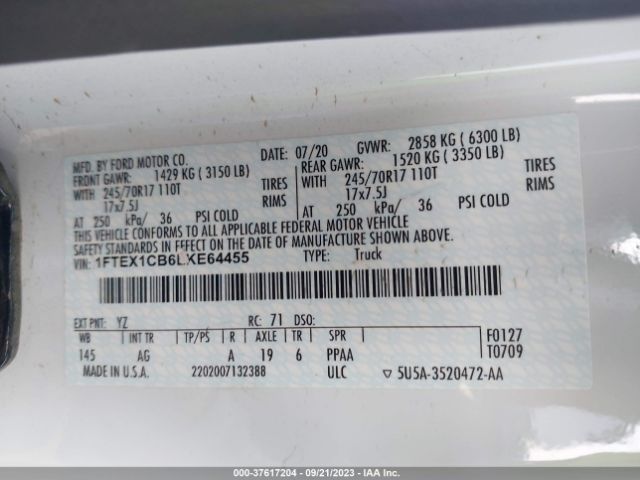 MFD. BY FORD MOTOR CO. DATE: 07/20 GVWR: 2858 KG ( 6300 LB)
FRONT GAWR: 1429 KG ( 3150 LB) REAR GAWR: 1520 KG ( 3350 LB)
WITH 245/70R17 110T TIRES WITH 245/70R17 110T TIRES
17x7.5J RIMS 17x7.5J RIMS
AT 250 kPa/ 36 PSI COLD AT 250 kPa/ 36 PSI COLD
THIS VEHICLE CONFORMS TO ALL APPLICABLE FEDERAL MOTOR VEHICLE
SAFETY STANDARDS IN EFFECT ON THE DATE OF MANUFACTURE SHOWN ABOVE.
VIN: 1FTEX1CB6LKE64455 TYPE: Truck
EXT PNT: YZ RC: 71 DSO:
WB INT TR TP/PS R AXLE TR SPR F0127
145 AG A 19 6 PPAA T0709
MADE IN U.S.A. 2202007132388 ULC ▽ 5U5A-3520472-AA
000-37617204 - 09/21/2023 - IAAI.COM